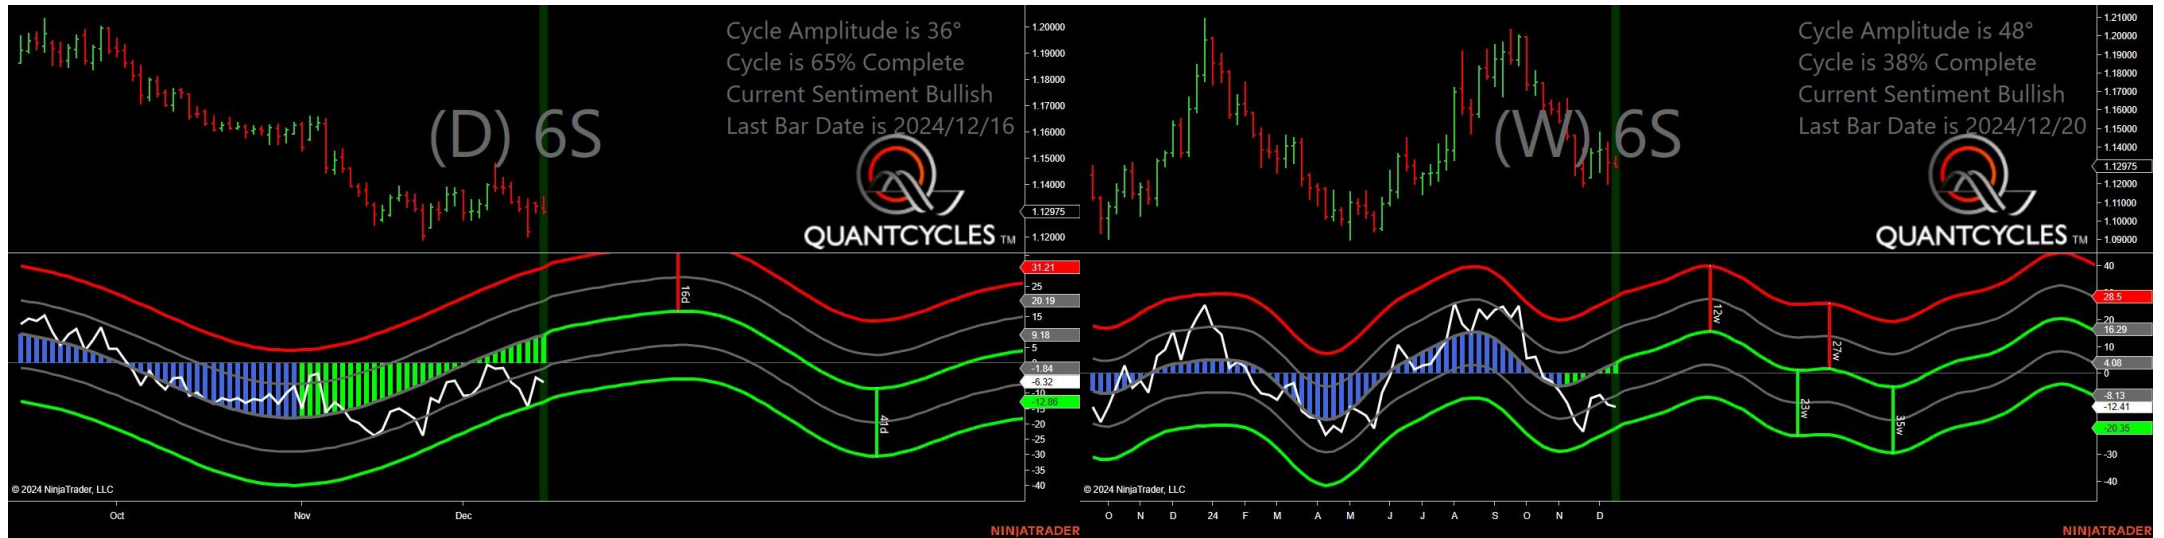 Cycle Amplitude is 36°
Cycle is 65% Complete
Current Sentiment Bullish
Last Bar Date is 2024/12/16
(D) 6S
QUANTCYCLES TM
1.20000
1.19000
1.18000
1.17000
1.16000
1.15000
1.14000
1.12975
1.12000
31.21
25
20.19
15
9.18
5
-1.84
-6.32
-10
-12.86
-15
-20
-25
-30
-35
-40
16d
41d
© 2024 NinjaTrader, LLC
Oct
Nov
Dec
NINJATRADER
Cycle Amplitude is 48°
Cycle is 38% Complete
Current Sentiment Bullish
Last Bar Date is 2024/12/20
(W) 6S
QUANTCYCLES TM
1.21000
1.20000
1.19000
1.18000
1.17000
1.16000
1.15000
1.14000
1.12975
1.12000
1.11000
1.10000
1.09000
40
28.5
20
16.29
10
4.08
0
-8.13
-12.41
-20.35
-30
-40
12w
27w
23w
35w
© 2024 NinjaTrader, LLC
O N D 24 F M A M J J A S O N D
NINJATRADER